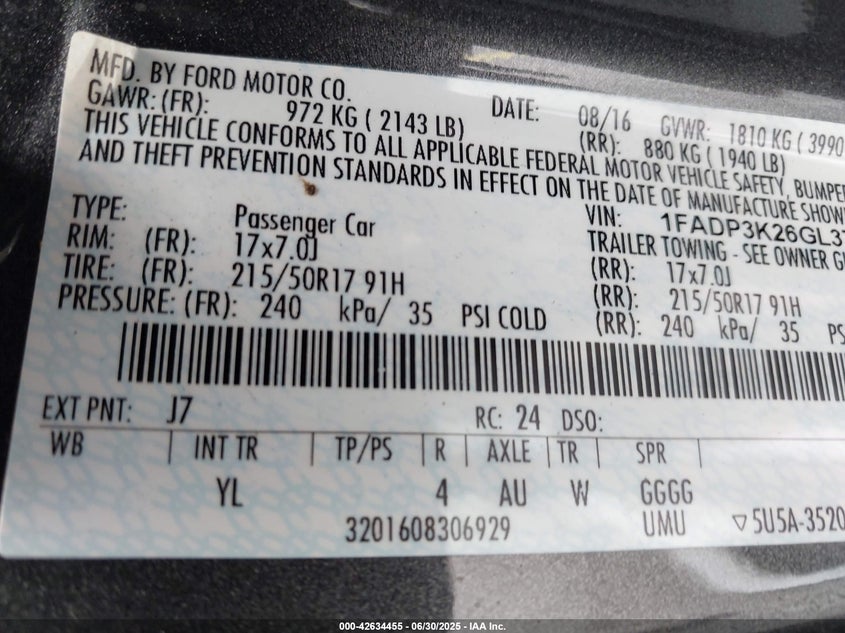 MFD. BY FORD MOTOR CO.
DATE: 08/16 GVWR: 1810 KG ( 3990
GAWR: (FR): 972 KG ( 2143 LB) (RR): 880 KG ( 1940 LB)
THIS VEHICLE CONFORMS TO ALL APPLICABLE FEDERAL MOTOR VEHICLE SAFETY, BUMPER
AND THEFT PREVENTION STANDARDS IN EFFECT ON THE DATE OF MANUFACTURE SHOW
VIN: 1FADP3K26GL3
TYPE: Passenger Car TRAILER TOWING - SEE OWNER G
RIM: (FR): 17x7.0J (RR): 17x7.0J
TIRE: (FR): 215/50R17 91H (RR): 215/50R17 91H
PRESSURE: (FR): 240 kPa/ 35 PSI COLD (RR): 240 kPa/ 35 PS
EXT PNT: J7 RC: 24 DSO:
WB INT TR TP/PS R AXLE TR SPR
YL 4 AU W GGGG
3201608306929 UMU ▽5U5A-3520
000-42634455 - 06/30/2025 - IAA Inc.